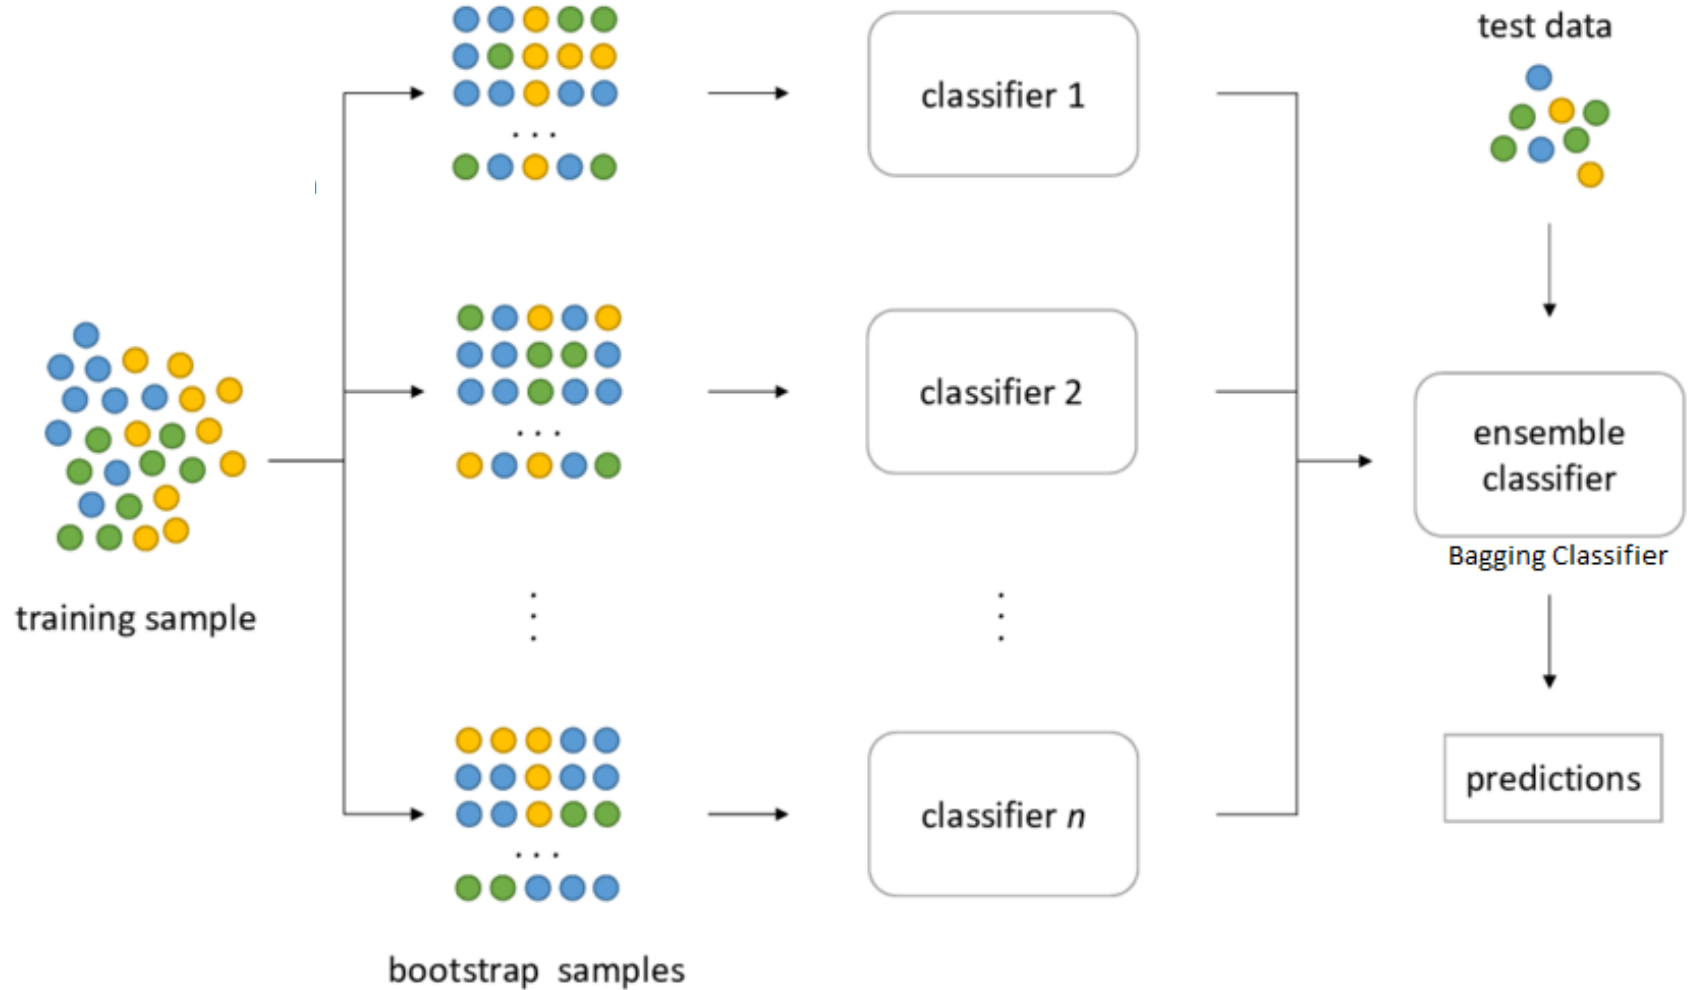 test data
classifier 1
classifier 2
ensemble
classifier
Bagging Classifier
training sample
predictions
classifier n
bootstrap samples